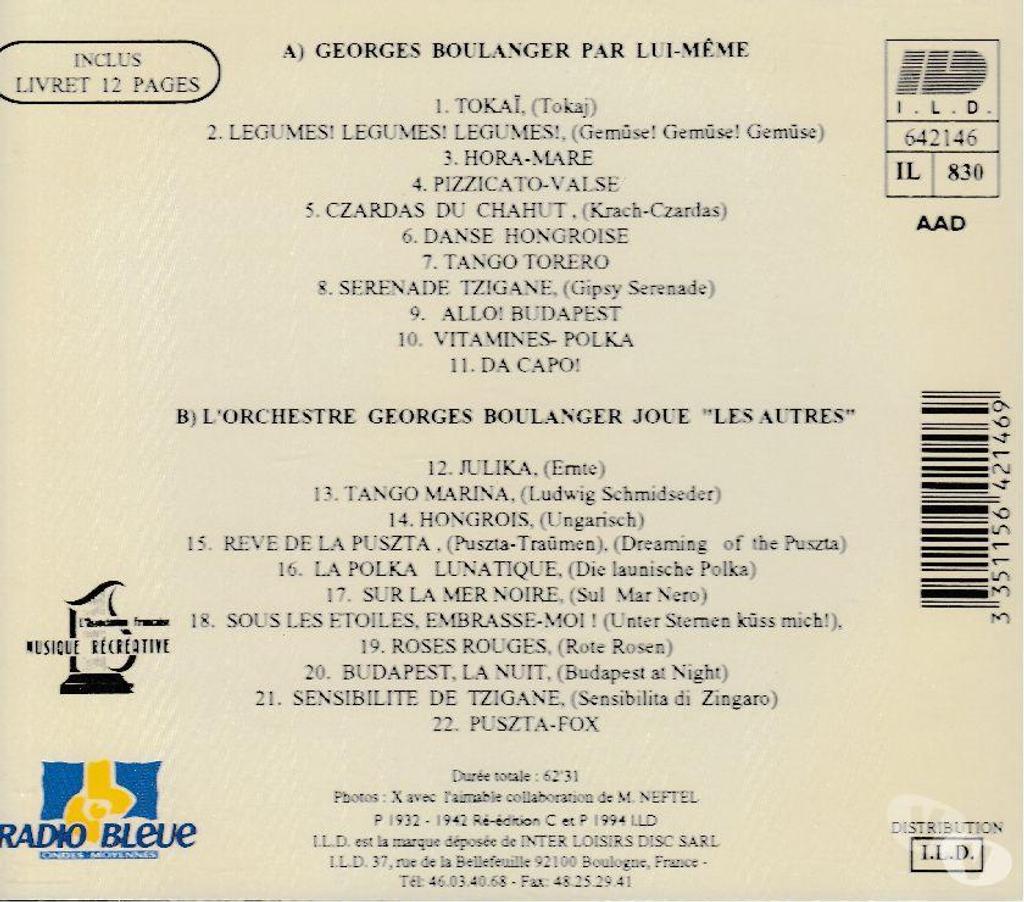 INCLUS
LIVRET 12 PAGES
A) GEORGES BOULANGER PAR LUI-MÊME
1. TOKAÏ, (Tokaj)
2. LEGUMES! LEGUMES! LEGUMES!, (Gemüse! Gemüse! Gemüse)
3. HORA-MARE
4. PIZZICATO-VALSE
5. CZARDAS DU CHAHUT , (Krach-Czardas)
6. DANSE HONGROISE
7. TANGO TORERO
8. SERENADE TZIGANE, (Gipsy Serenade)
9. ALLO! BUDAPEST
10. VITAMINES- POLKA
11. DA CAPO!
I.L.D.
642146
IL 830
AAD
B) L'ORCHESTRE GEORGES BOULANGER JOUE "LES AUTRES"
12. JULIKA, (Ernte)
13. TANGO MARINA, (Ludwig Schmidseder)
14. HONGROIS, (Ungarisch)
15. REVE DE LA PUSZTA , (Puszta-Traümen), (Dreaming of the Puszta)
16. LA POLKA LUNATIQUE, (Die launische Polka)
17. SUR LA MER NOIRE, (Sul Mar Nero)
18. SOUS LES ETOILES, EMBRASSE-MOI ! (Unter Sternen küss mich!),
19. ROSES ROUGES, (Rote Rosen)
20. BUDAPEST, LA NUIT, (Budapest at Night)
21. SENSIBILITE DE TZIGANE, (Sensibilita di Zingaro)
22. PUSZTA-FOX
3 351156 421469
L'Association Française
MUSIQUE RÉCRÉATIVE
RADIO BLEUE
ONDES MOYENNES
Durée totale : 62'31
Photos : X avec l'aimable collaboration de M. NEFTEL
P 1932 - 1942 Ré-édition C et P 1994 I.LD
I.L.D. est la marque déposée de INTER LOISIRS DISC SARL
I.L.D. 37, rue de la Bellefeuille 92100 Boulogne, France -
Tél: 46.03.40.68 - Fax: 48.25.29.41
DISTRIBUTION
I.L.D.